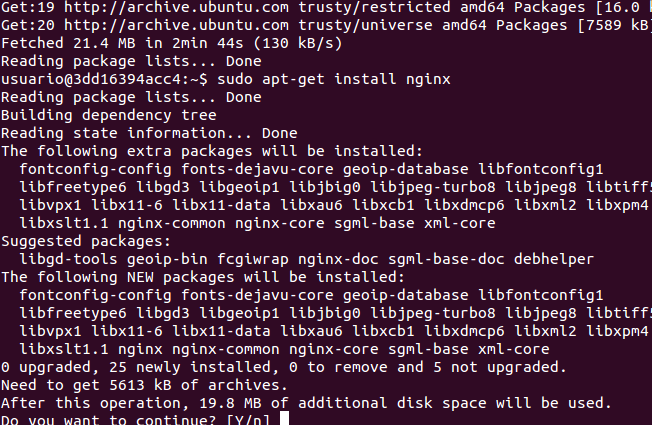 Get:19 http://archive.ubuntu.com trusty/restricted amd64 Packages [16.0 k
Get:20 http://archive.ubuntu.com trusty/universe amd64 Packages [7589 kB
Fetched 21.4 MB in 2min 44s (130 kB/s)
Reading package lists... Done
usuario@3dd16394acc4:~$ sudo apt-get install nginx
Reading package lists... Done
Building dependency tree
Reading state information... Done
The following extra packages will be installed:
fontconfig-config fonts-dejavu-core geoip-database libfontconfig1
libfreetype6 libgd3 libgeoip1 libjbig0 libjpeg-turbo8 libjpeg8 libtiff5
libvpx1 libx11-6 libx11-data libxau6 libxcb1 libxdmcp6 libxml2 libxpm4
libxslt1.1 nginx-common nginx-core sgml-base xml-core
Suggested packages:
libgd-tools geoip-bin fcgiwrap nginx-doc sgml-base-doc debhelper
The following NEW packages will be installed:
fontconfig-config fonts-dejavu-core geoip-database libfontconfig1
libfreetype6 libgd3 libgeoip1 libjbig0 libjpeg-turbo8 libjpeg8 libtiff5
libvpx1 libx11-6 libx11-data libxau6 libxcb1 libxdmcp6 libxml2 libxpm4
libxslt1.1 nginx nginx-common nginx-core sgml-base xml-core
0 upgraded, 25 newly installed, 0 to remove and 5 not upgraded.
Need to get 5613 kB of archives.
After this operation, 19.8 MB of additional disk space will be used.
Do you want to continue? [Y/n]